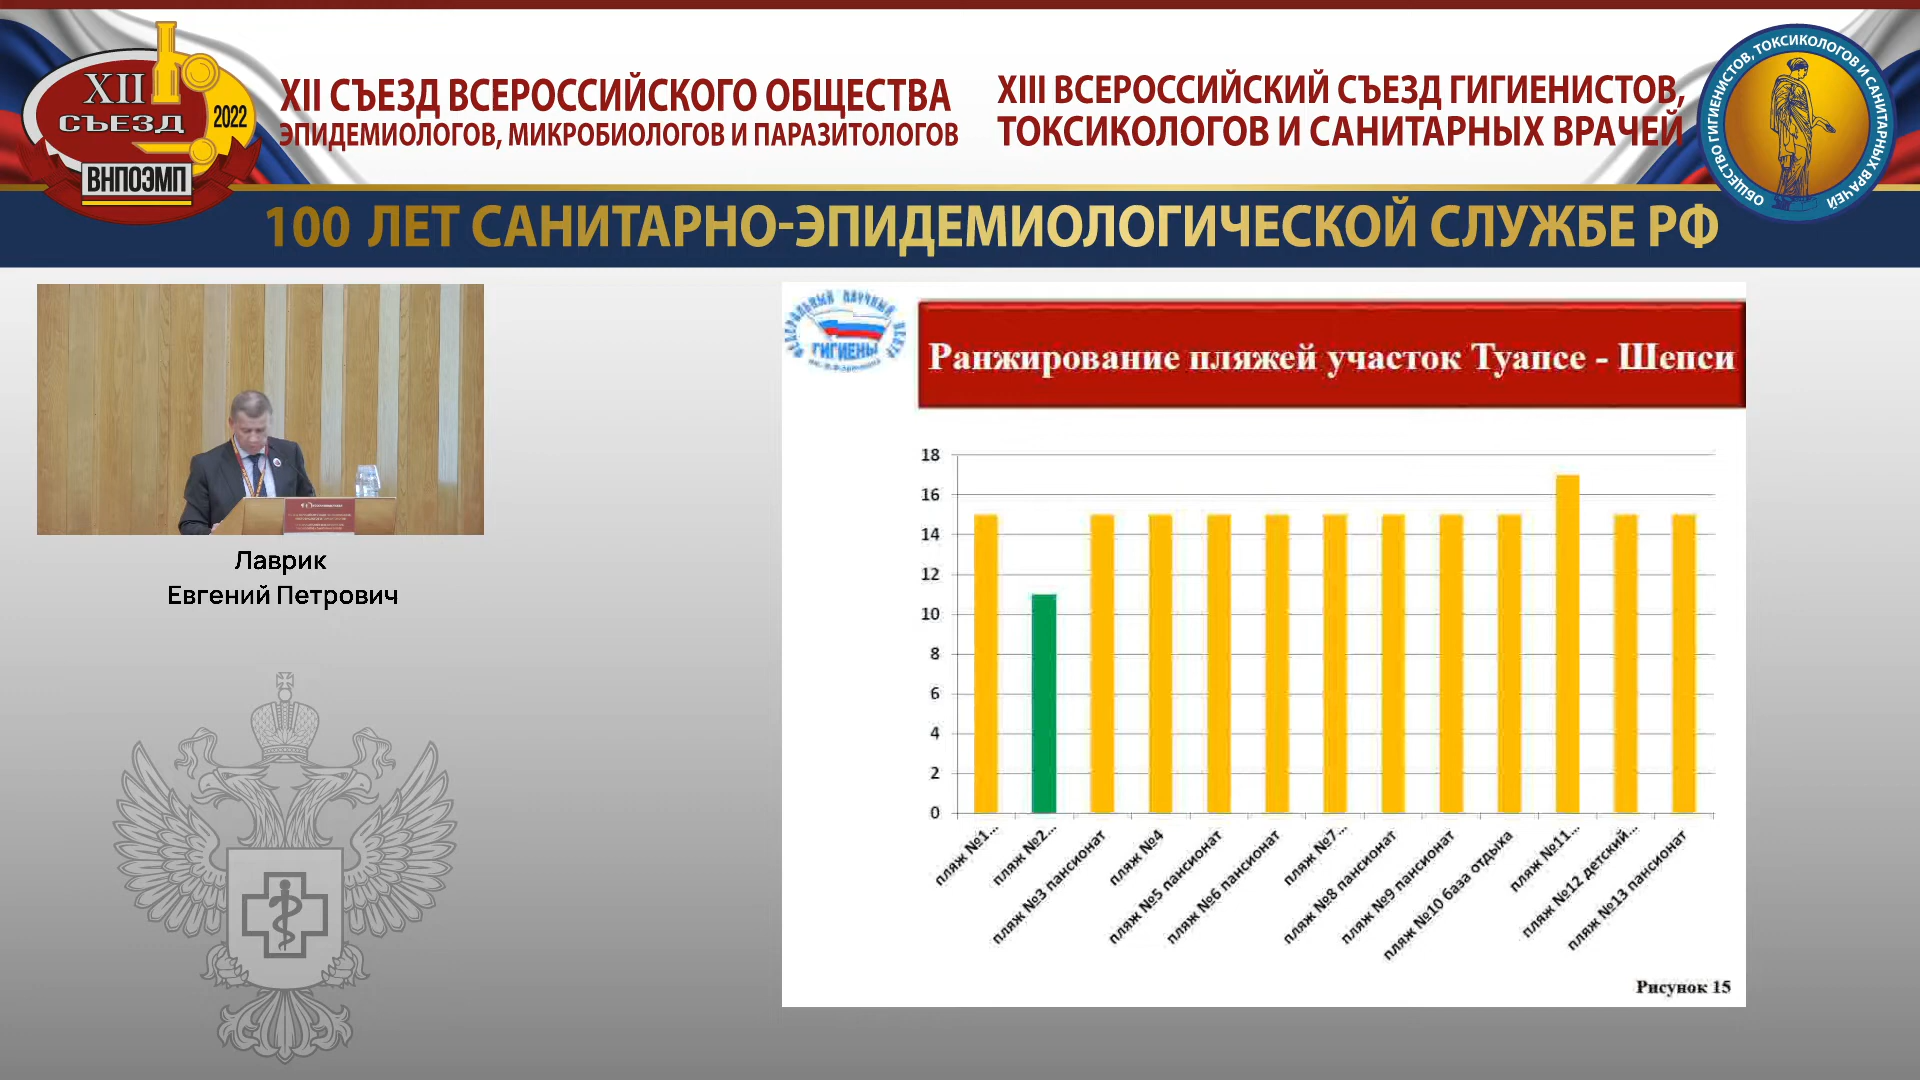 XII
СЪЕЗД
2022
ВНПОЭМП
XII СЪЕЗД ВСЕРОССИЙСКОГО ОБЩЕСТВА
ЭПИДЕМИОЛОГОВ, МИКРОБИОЛОГОВ И ПАРАЗИТОЛОГОВ
XIII ВСЕРОССИЙСКИЙ СЪЕЗД ГИГИЕНИСТОВ,
ТОКСИКОЛОГОВ И САНИТАРНЫХ ВРАЧЕЙ
ОБЩЕСТВО ГИГИЕНИСТОВ, ТОКСИКОЛОГОВ И САНИТАРНЫХ ВРАЧЕЙ
100 ЛЕТ САНИТАРНО-ЭПИДЕМИОЛОГИЧЕСКОЙ СЛУЖБЕ РФ
Лаврик
Евгений Петрович
ФЕДЕРАЛЬНЫЙ НАУЧНЫЙ ЦЕНТР
ГИГИЕНЫ
Ранжирование пляжей участок Туапсе - Шепси
18
16
14
12
10
8
6
4
2
0
пляж №1...
пляж №2...
пляж №3 пансионат
пляж №4
пляж №5 пансионат
пляж №6 пансионат
пляж №7...
пляж №8 пансионат
пляж №9 пансионат
пляж №10 база отдыха
пляж №11...
пляж №12 детский...
пляж №13 пансионат
Рисунок 15